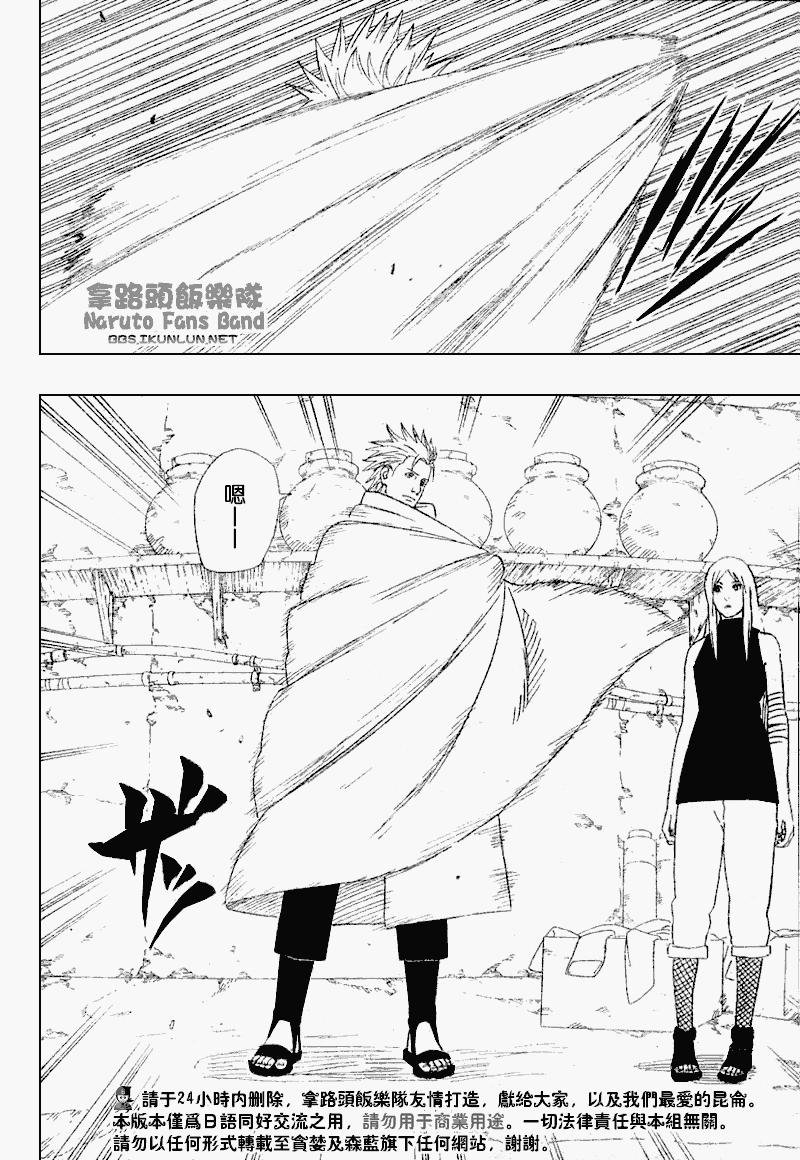 拿路頭飯樂隊
Naruto Fans Band
BBS.IKUNLUN.NET
嗯——
ザッ
請于24小時内删除，拿路頭飯樂隊友情打造，獻給大家，以及我們最愛的昆侖。
本版本僅爲日語同好交流之用，請勿用于商業用途。一切法律責任與本組無關。
請勿以任何形式轉載至貪婪及森藍旗下任何網站，謝謝。